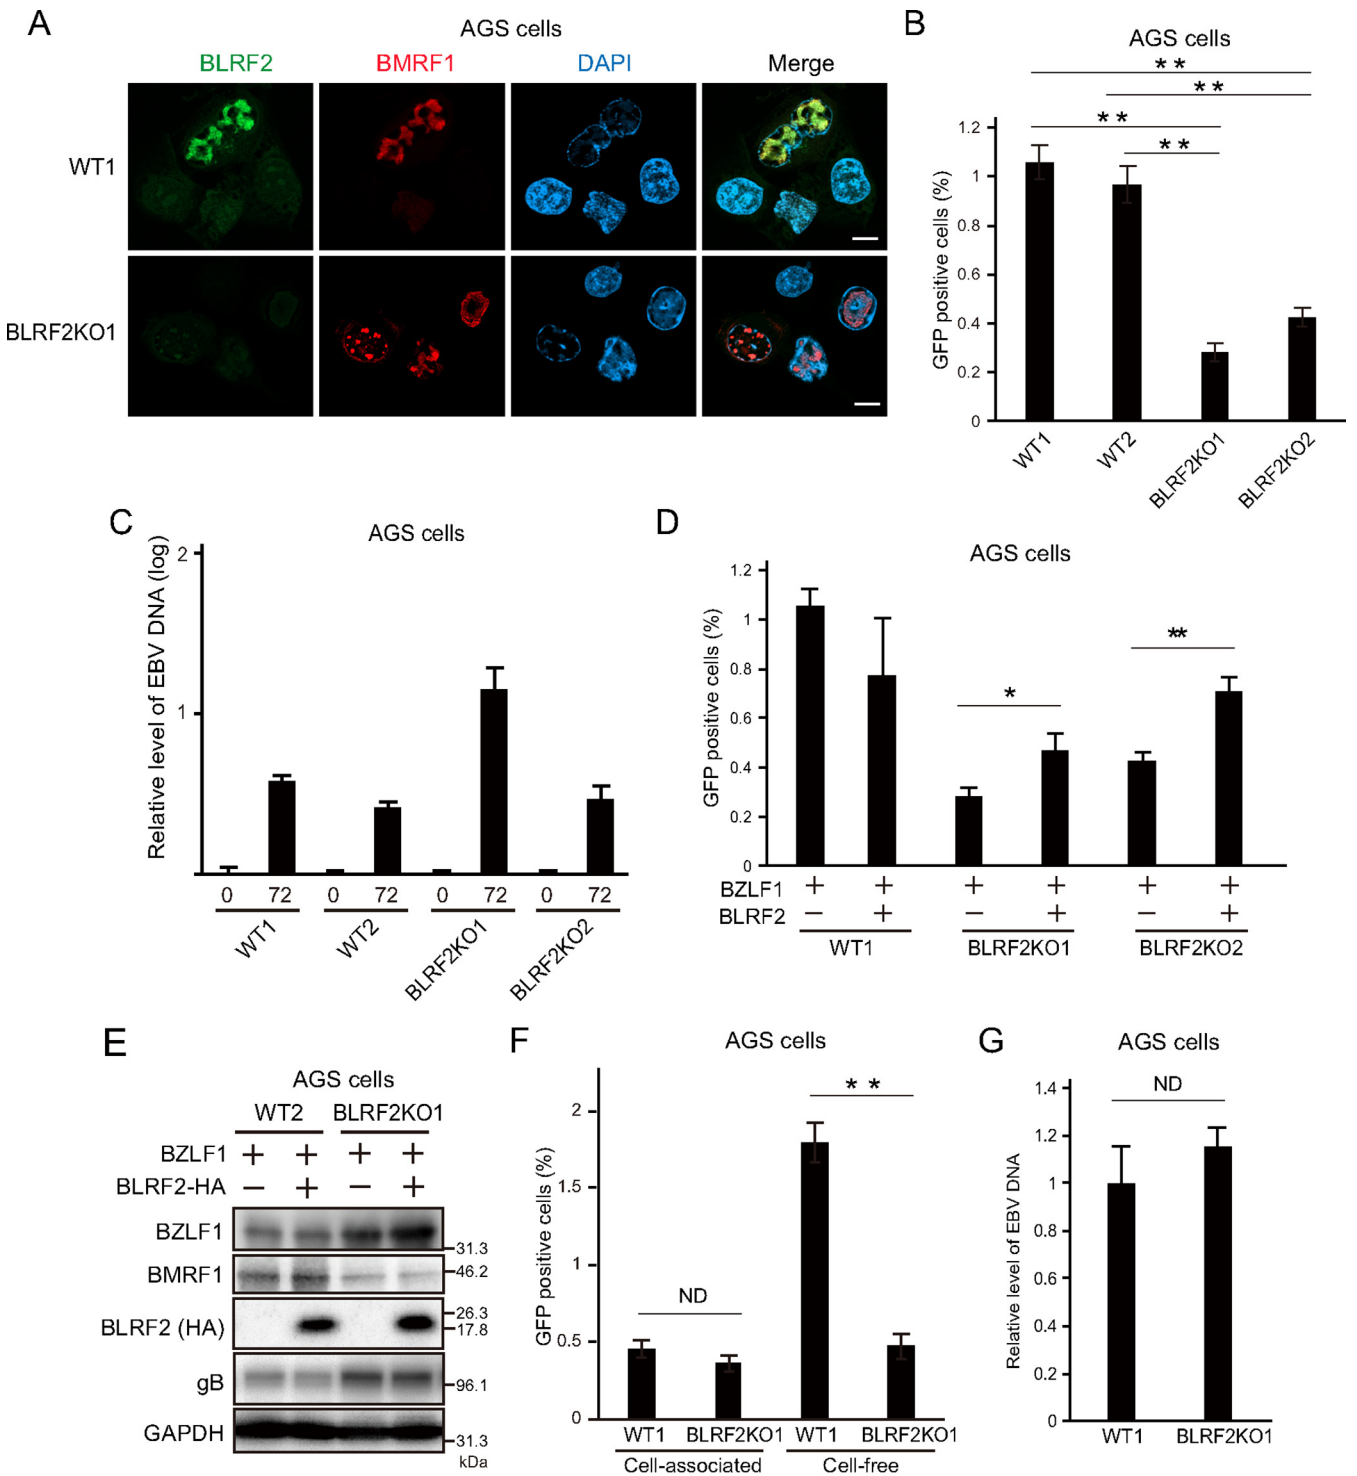 A
AGS cells
BLRF2 BMRF1 DAPI Merge
WT1
BLRF2KO1
B
AGS cells
* *
* *
* *
* *
GFP positive cells (%)
1.2
1
0.8
0.6
0.4
0.2
0
WT1 WT2 BLRF2KO1 BLRF2KO2
C
AGS cells
Relative level of EBV DNA (log)
2
1
0 72 0 72 0 72 0 72
WT1 WT2 BLRF2KO1 BLRF2KO2
D
AGS cells
GFP positive cells (%)
1.2
1
0.8
0.6
0.4
0.2
0
*
**
BZLF1 + + + + + +
BLRF2 − + − + − +
WT1 BLRF2KO1 BLRF2KO2
E
AGS cells
WT2 BLRF2KO1
BZLF1 + + + +
BLRF2-HA − + − +
BZLF1 31.3
BMRF1 46.2
BLRF2 (HA) 26.3
17.8
gB 96.1
GAPDH 31.3
kDa
F
AGS cells
GFP positive cells (%)
2
1.5
1
0.5
0
ND
* *
WT1 BLRF2KO1 WT1 BLRF2KO1
Cell-associated Cell-free
G
AGS cells
Relative level of EBV DNA
1.4
1.2
1
0.8
0.6
0.4
0.2
0
ND
WT1 BLRF2KO1